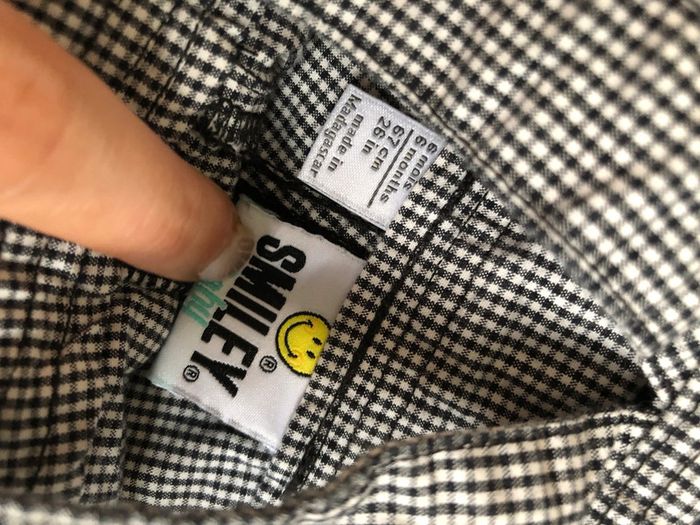 6 mois
6 months
67 cm
26 in
made in
Madagascar
SMILEY®
®